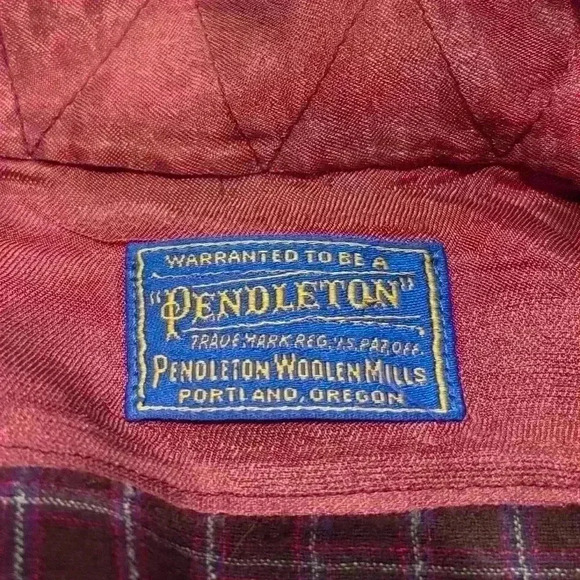 WARRANTED TO BE A
"PENDLETON"
TRADE MARK REG. U.S. PAT. OFF.
PENDLETON WOOLEN MILLS
PORTLAND, OREGON